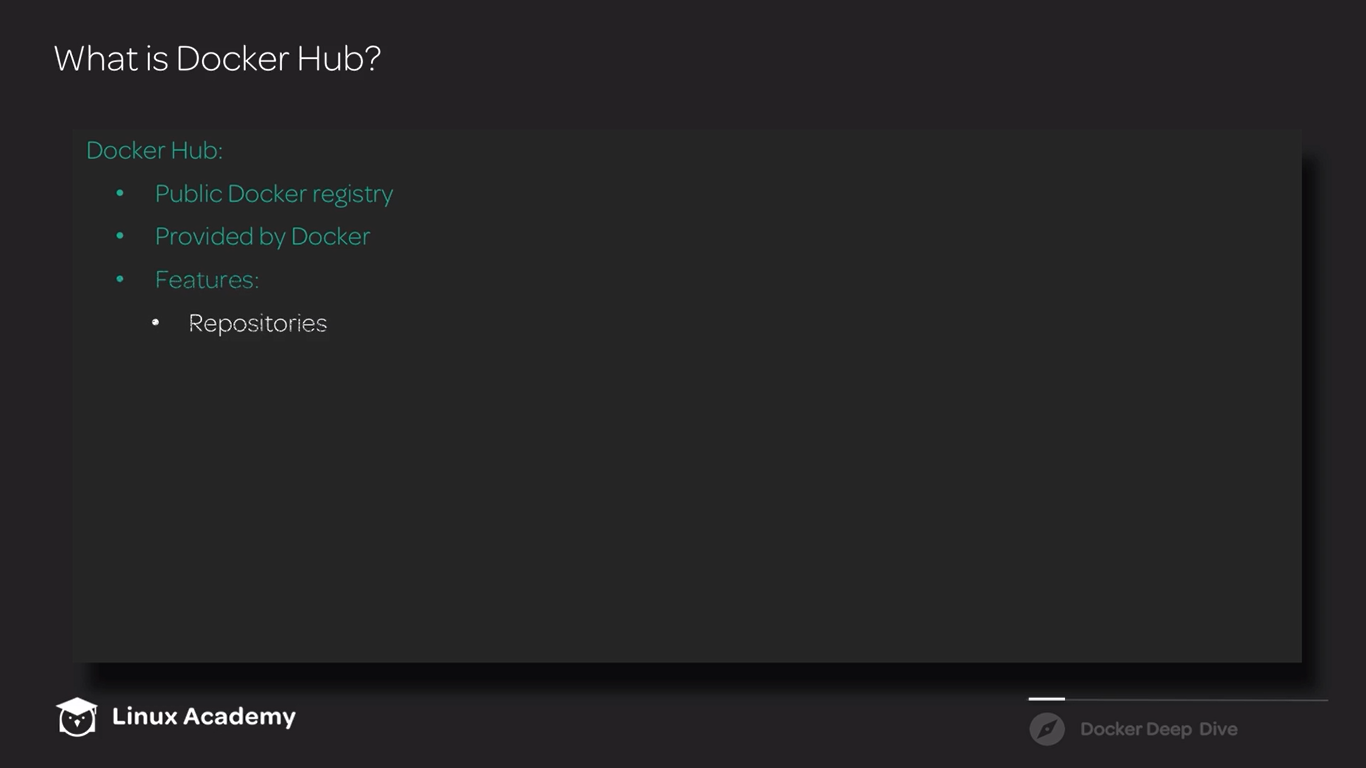 What is Docker Hub?
Docker Hub:
• Public Docker registry
• Provided by Docker
• Features:
• Repositories
Linux Academy
Docker Deep Dive